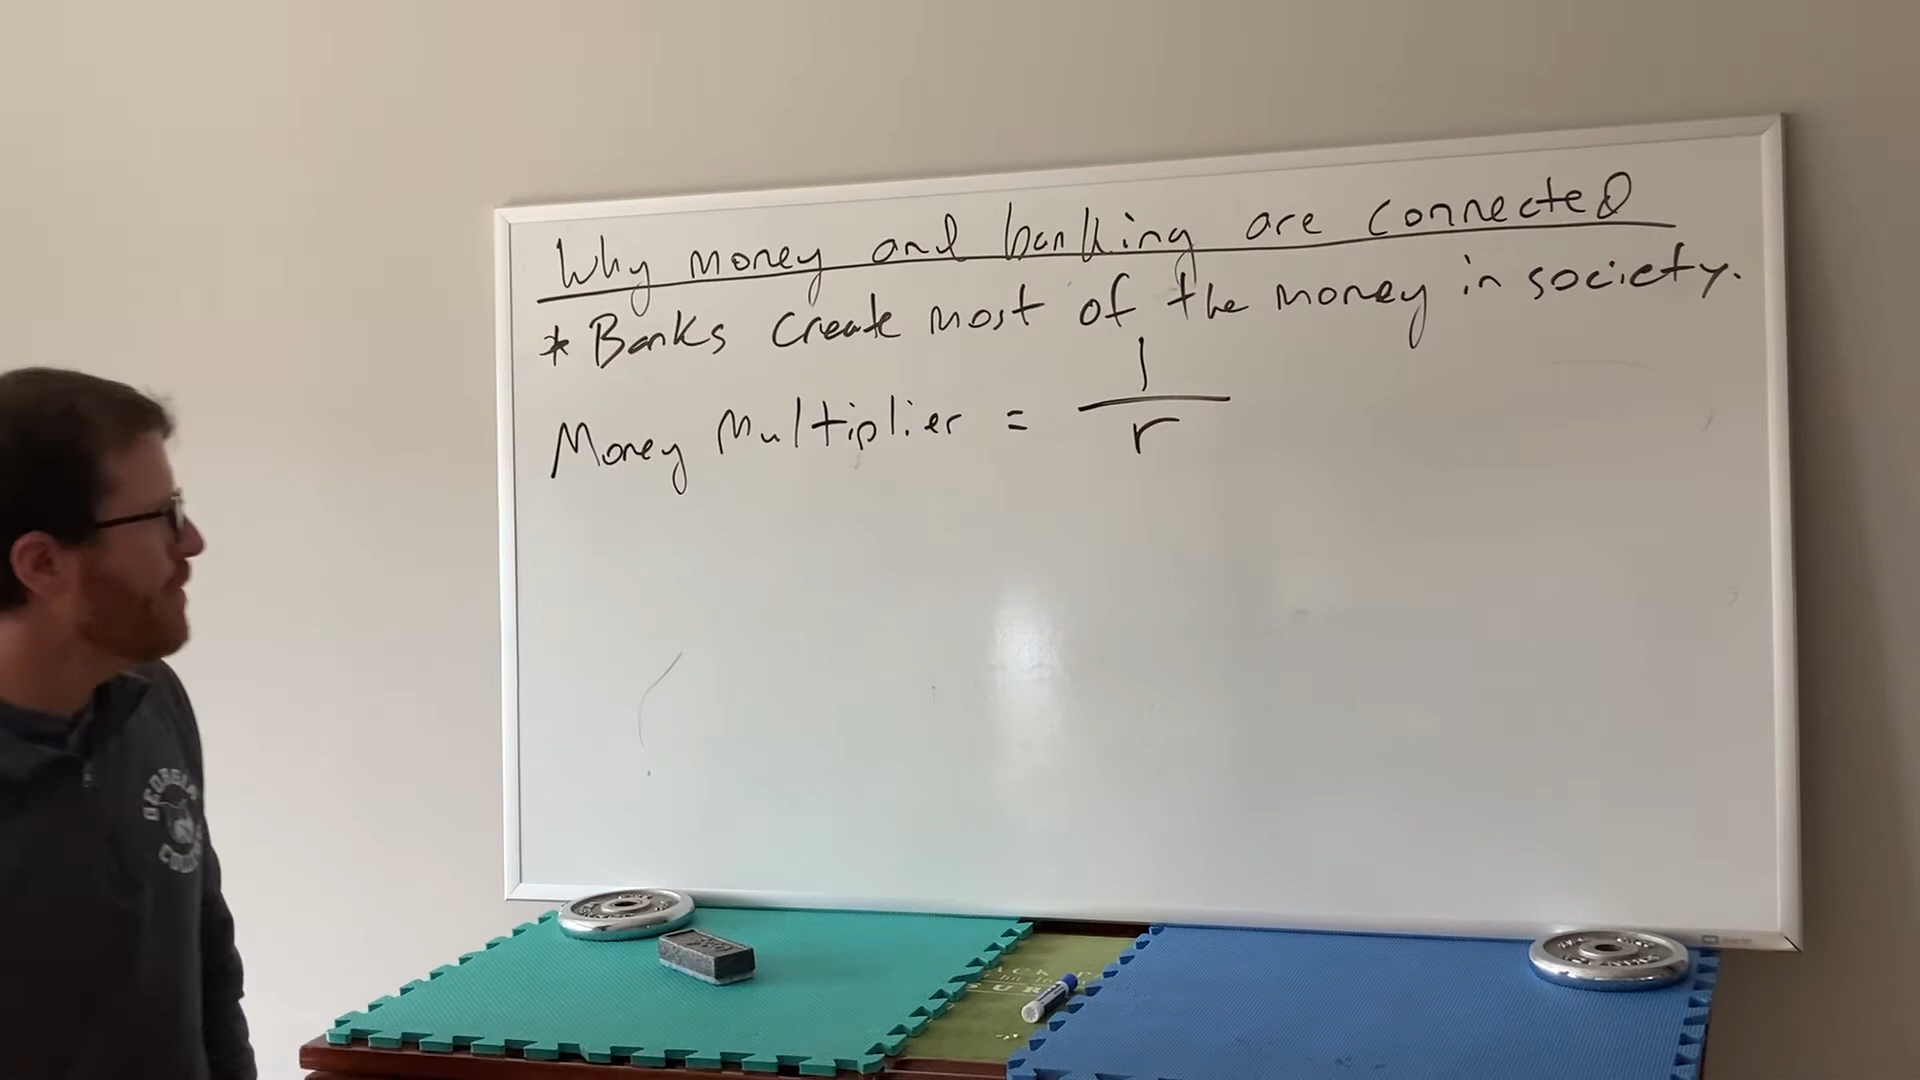 Why money and banking are connected
* Banks create most of the money in society.
Money Multiplier = 1/r